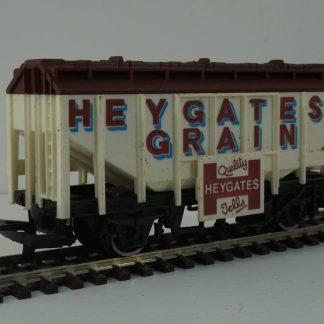 HEYGATES
GRAIN
Quality
HEYGATES
Tells